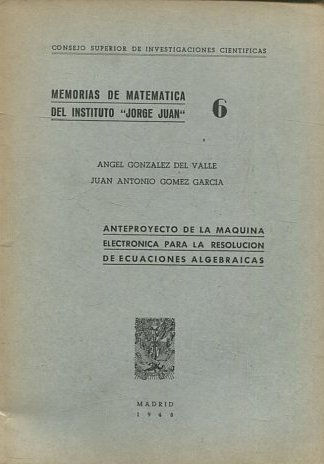 CONSEJO SUPERIOR DE INVESTIGACIONES CIENTIFICAS
MEMORIAS DE MATEMATICA
DEL INSTITUTO "JORGE JUAN"
6
ANGEL GONZALEZ DEL VALLE
JUAN ANTONIO GOMEZ GARCIA
ANTEPROYECTO DE LA MAQUINA
ELECTRONICA PARA LA RESOLUCION
DE ECUACIONES ALGEBRAICAS
MADRID
1948